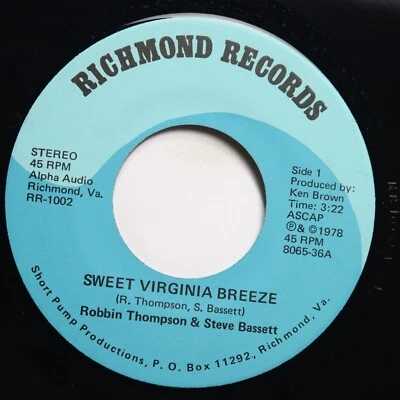 RICHMOND RECORDS
STEREO
45 RPM
Alpha Audio
Richmond, Va.
RR-1002
Side 1
Produced by:
Ken Brown
Time: 3:22
ASCAP
℗ & © 1978
45 RPM
8065-36A
SWEET VIRGINIA BREEZE
(R. Thompson, S. Bassett)
Robbin Thompson & Steve Bassett
Short Pump Productions, P. O. Box 11292, Richmond, Va.